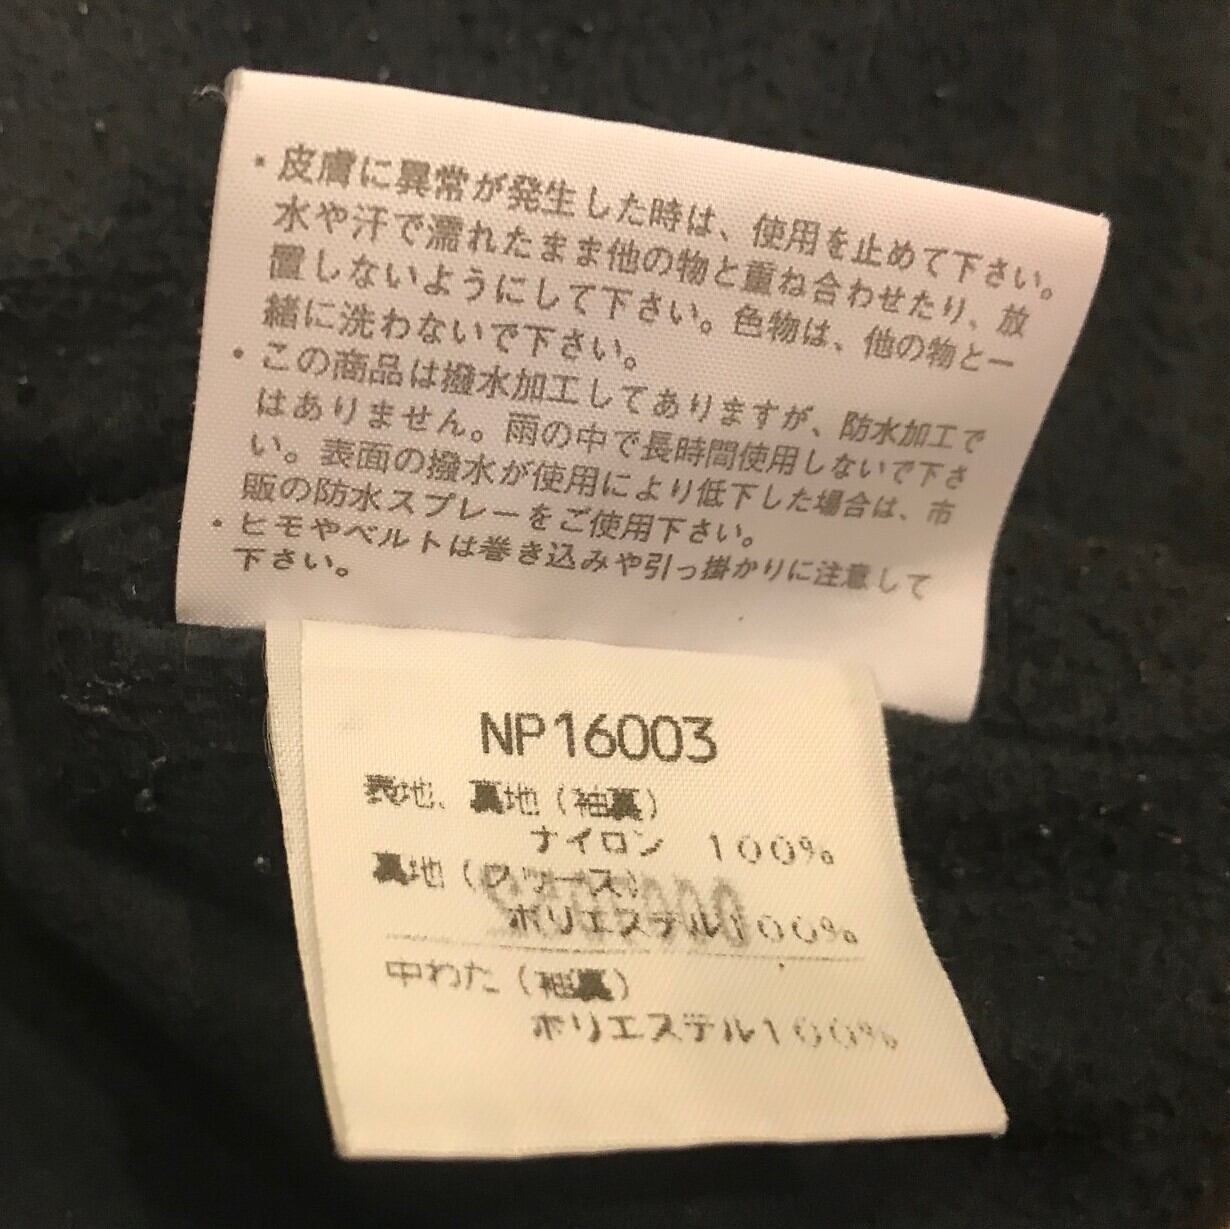 ・皮膚に異常が発生した時は、使用を止めて下さい。
水や汗で濡れたまま他の物と重ね合わせたり、放
置しないようにして下さい。色物は、他の物と一
緒に洗わないで下さい。
・この商品は撥水加工してありますが、防水加工で
はありません。雨の中で長時間使用しないで下さ
い。表面の撥水が使用により低下した場合は、市
販の防水スプレーをご使用下さい。
・ヒモやベルトは巻き込みや引っ掛かりに注意して
下さい。
NP16003
表地、裏地(袖裏)
ナイロン 100%
裏地(フリース)
ポリエステル100%
中わた(袖裏)
ポリエステル100%